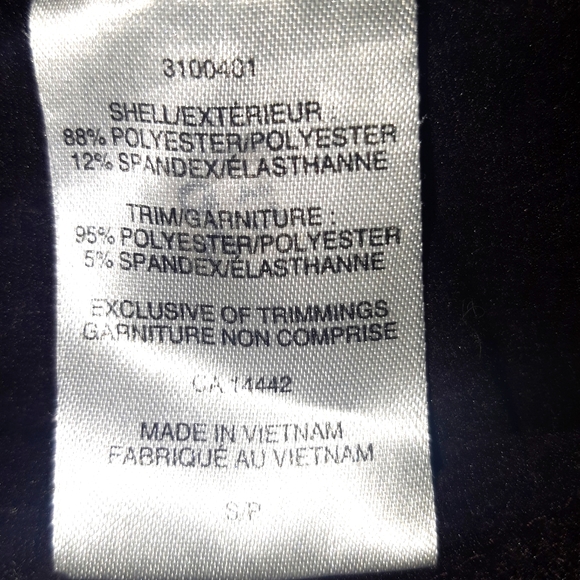 3100401
SHELL/EXTÉRIEUR :
88% POLYESTER/POLYESTER
12% SPANDEX/ÉLASTHANNE
TRIM/GARNITURE :
95% POLYESTER/POLYESTER
5% SPANDEX/ÉLASTHANNE
EXCLUSIVE OF TRIMMINGS
GARNITURE NON COMPRISE
CA 14442
MADE IN VIETNAM
FABRIQUÉ AU VIETNAM
S/P